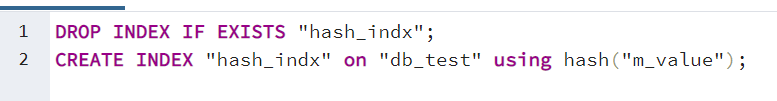 1 DROP INDEX IF EXISTS "hash_indx";
2 CREATE INDEX "hash_indx" on "db_test" using hash("m_value");